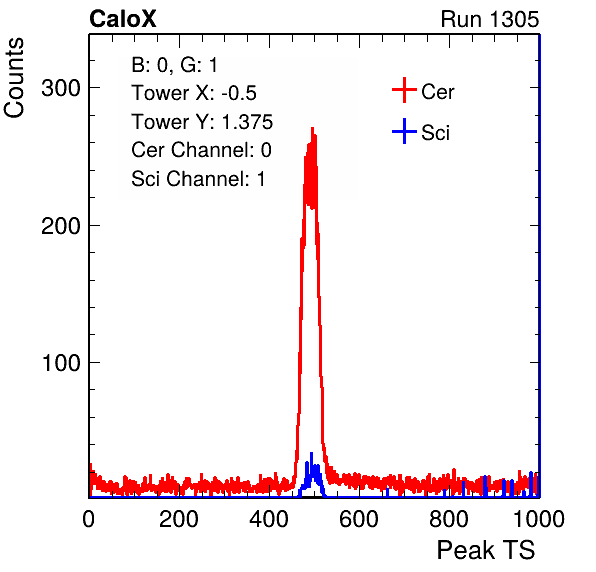 CaloX Run 1305
Counts
B: 0, G: 1
Tower X: -0.5
Tower Y: 1.375
Cer Channel: 0
Sci Channel: 1
Cer
Sci
300
200
100
0 200 400 600 800 1000
Peak TS